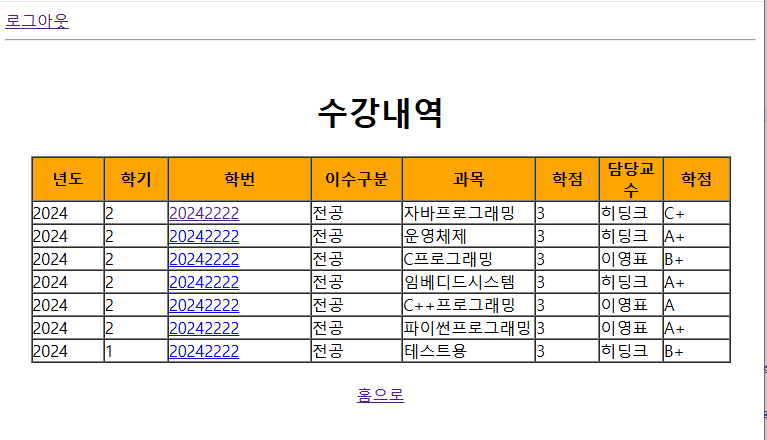 로그아웃
수강내역
년도 학기 학번 이수구분 과목 학점 담당교수 학점
2024 2 20242222 전공 자바프로그래밍 3 히딩크 C+
2024 2 20242222 전공 운영체제 3 히딩크 A+
2024 2 20242222 전공 C프로그래밍 3 이영표 B+
2024 2 20242222 전공 임베디드시스템 3 히딩크 A+
2024 2 20242222 전공 C++프로그래밍 3 이영표 A
2024 2 20242222 전공 파이썬프로그래밍 3 이영표 A+
2024 1 20242222 전공 테스트용 3 히딩크 B+
홈으로